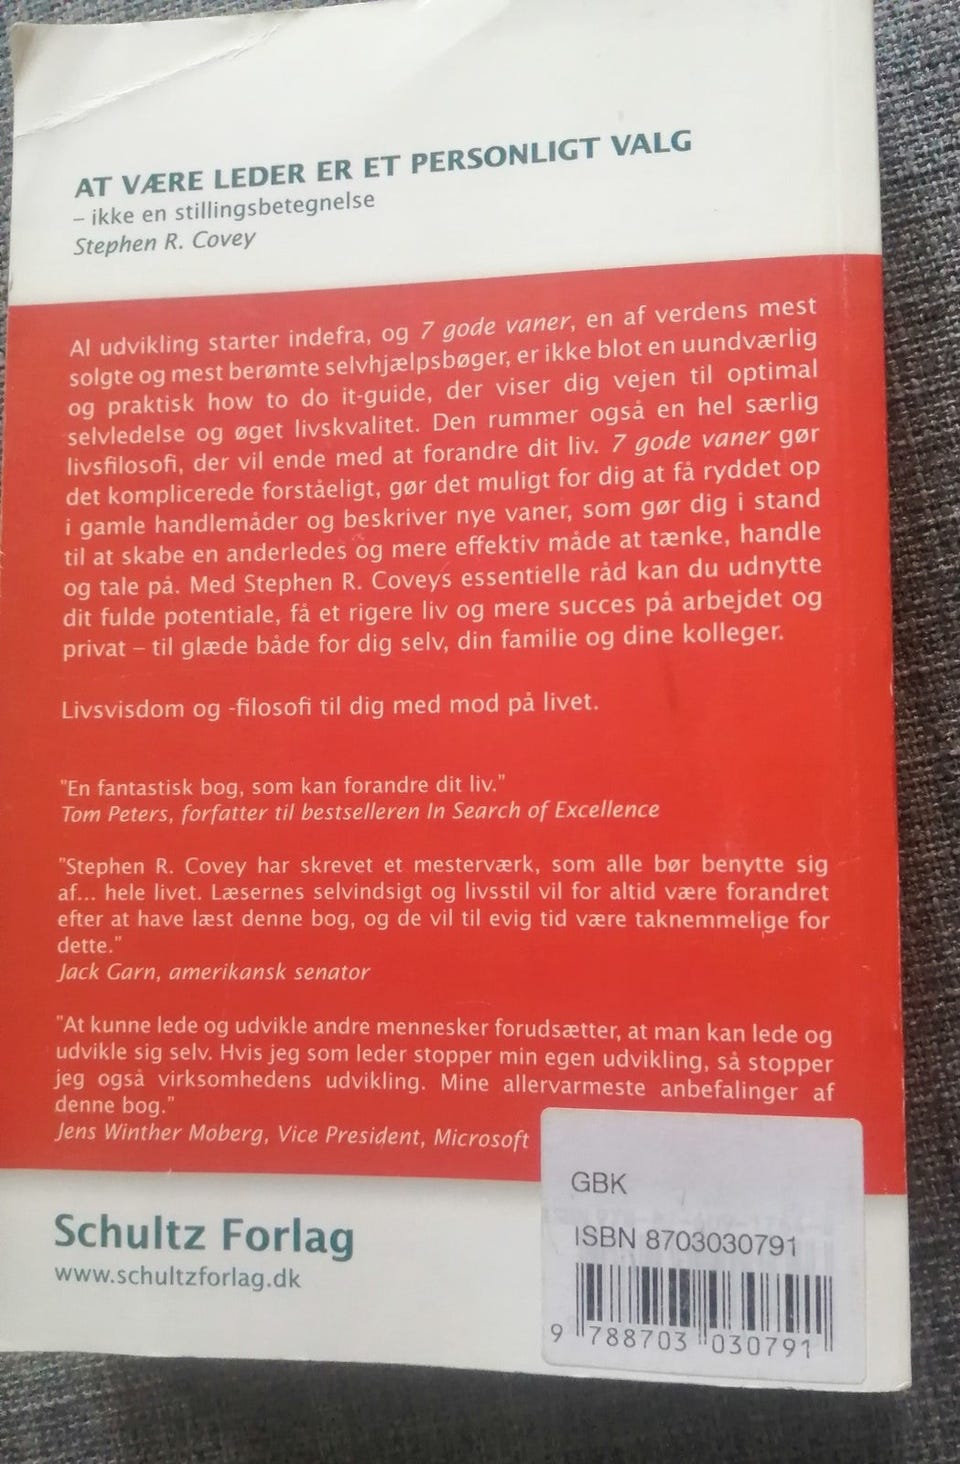 AT VÆRE LEDER ER ET PERSONLIGT VALG
– ikke en stillingsbetegnelse
Stephen R. Covey
Al udvikling starter indefra, og 7 gode vaner, en af verdens mest
solgte og mest berømte selvhjælpsbøger, er ikke blot en uundværlig
og praktisk how to do it-guide, der viser dig vejen til optimal
selvledelse og øget livskvalitet. Den rummer også en hel særlig
livsfilosofi, der vil ende med at forandre dit liv. 7 gode vaner gør
det komplicerede forståeligt, gør det muligt for dig at få ryddet op
i gamle handlemåder og beskriver nye vaner, som gør dig i stand
til at skabe en anderledes og mere effektiv måde at tænke, handle
og tale på. Med Stephen R. Coveys essentielle råd kan du udnytte
dit fulde potentiale, få et rigere liv og mere succes på arbejdet og
privat – til glæde både for dig selv, din familie og dine kolleger.
Livsvisdom og -filosofi til dig med mod på livet.
"En fantastisk bog, som kan forandre dit liv."
Tom Peters, forfatter til bestselleren In Search of Excellence
"Stephen R. Covey har skrevet et mesterværk, som alle bør benytte sig
af... hele livet. Læsernes selvindsigt og livsstil vil for altid være forandret
efter at have læst denne bog, og de vil til evig tid være taknemmelige for
dette."
Jack Garn, amerikansk senator
"At kunne lede og udvikle andre mennesker forudsætter, at man kan lede og
udvikle sig selv. Hvis jeg som leder stopper min egen udvikling, så stopper
jeg også virksomhedens udvikling. Mine allervarmeste anbefalinger af
denne bog."
Jens Winther Moberg, Vice President, Microsoft
Schultz Forlag
www.schultzforlag.dk
GBK
ISBN 8703030791
9 788703 030791